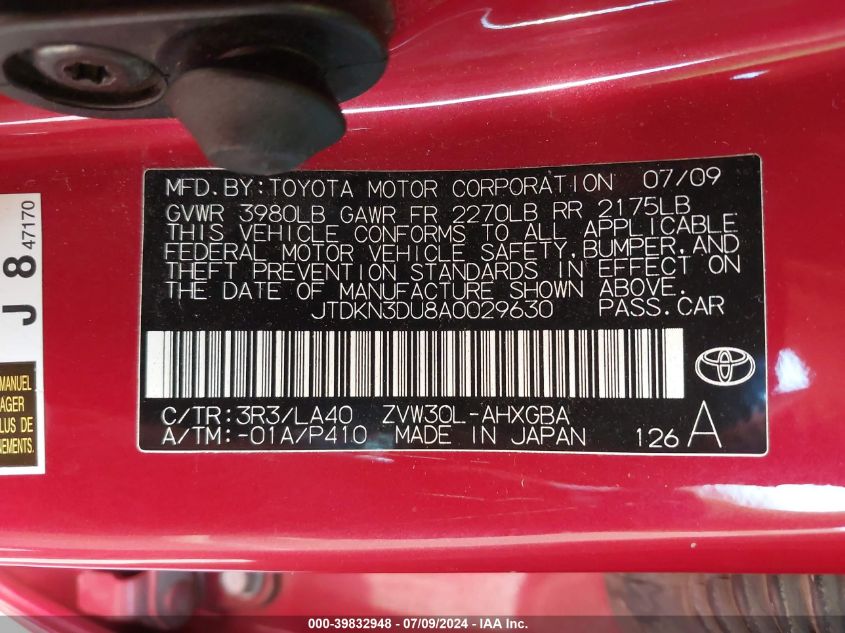 MFD. BY: TOYOTA MOTOR CORPORATION 07/09
GVWR 3980LB GAWR FR 2270LB RR 2175LB
THIS VEHICLE CONFORMS TO ALL APPLICABLE
FEDERAL MOTOR VEHICLE SAFETY, BUMPER, AND
THEFT PREVENTION STANDARDS IN EFFECT ON
THE DATE OF MANUFACTURE SHOWN ABOVE.
JTDKN3DU8A0029630 PASS. CAR
C/TR: 3R3/LA40 ZVW30L-AHXGBA
A/TM: -01A/P410 MADE IN JAPAN 126 A
J 8 47170
MANUEL
AGER
LUS DE
NEMENTS.
000-39832948 | 07/09/2024 - IAA Inc.